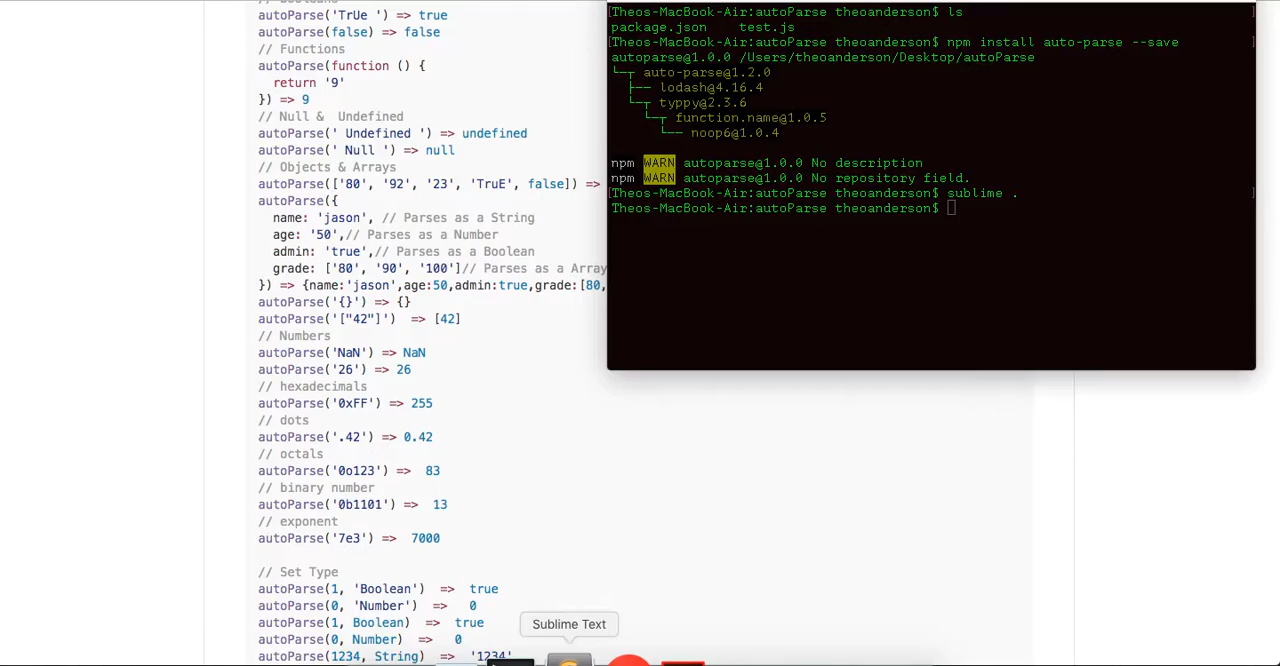 // Booleans
autoParse('TrUe ') => true
autoParse(false) => false
// Functions
autoParse(function () {
return '9'
}) => 9
// Null &  Undefined
autoParse(' Undefined ') => undefined
autoParse(' Null ') => null
// Objects & Arrays
autoParse(['80', '92', '23', 'TruE', false]) =>
autoParse({
name: 'jason', // Parses as a String
age: '50',// Parses as a Number
admin: 'true',// Parses as a Boolean
grade: ['80', '90', '100']// Parses as a Array
}) => {name:'jason',age:50,admin:true,grade:[80,
autoParse('{}') => {}
autoParse('["42"]')  => [42]
// Numbers
autoParse('NaN') => NaN
autoParse('26') => 26
// hexadecimals
autoParse('0xFF') => 255
// dots
autoParse('.42') => 0.42
// octals
autoParse('0o123') =>  83
// binary number
autoParse('0b1101') =>  13
// exponent
autoParse('7e3') =>  7000
// Set Type
autoParse(1, 'Boolean')  =>  true
autoParse(0, 'Number')  =>  0
autoParse(1, Boolean)  =>  true
autoParse(0, Number)  =>  0
autoParse(1234, String)  =>  '1234'
[Theos-MacBook-Air:autoParse theoanderson$ ls ]
package.json    test.js
[Theos-MacBook-Air:autoParse theoanderson$ npm install auto-parse --save ]
autoparse@1.0.0 /Users/theoanderson/Desktop/autoParse
└─┬ auto-parse@1.2.0
├── lodash@4.16.4
└─┬ typpy@2.3.6
└─┬ function.name@1.0.5
└── noop6@1.0.4
npm WARN autoparse@1.0.0 No description
npm WARN autoparse@1.0.0 No repository field.
[Theos-MacBook-Air:autoParse theoanderson$ sublime . ]
Theos-MacBook-Air:autoParse theoanderson$
Sublime Text